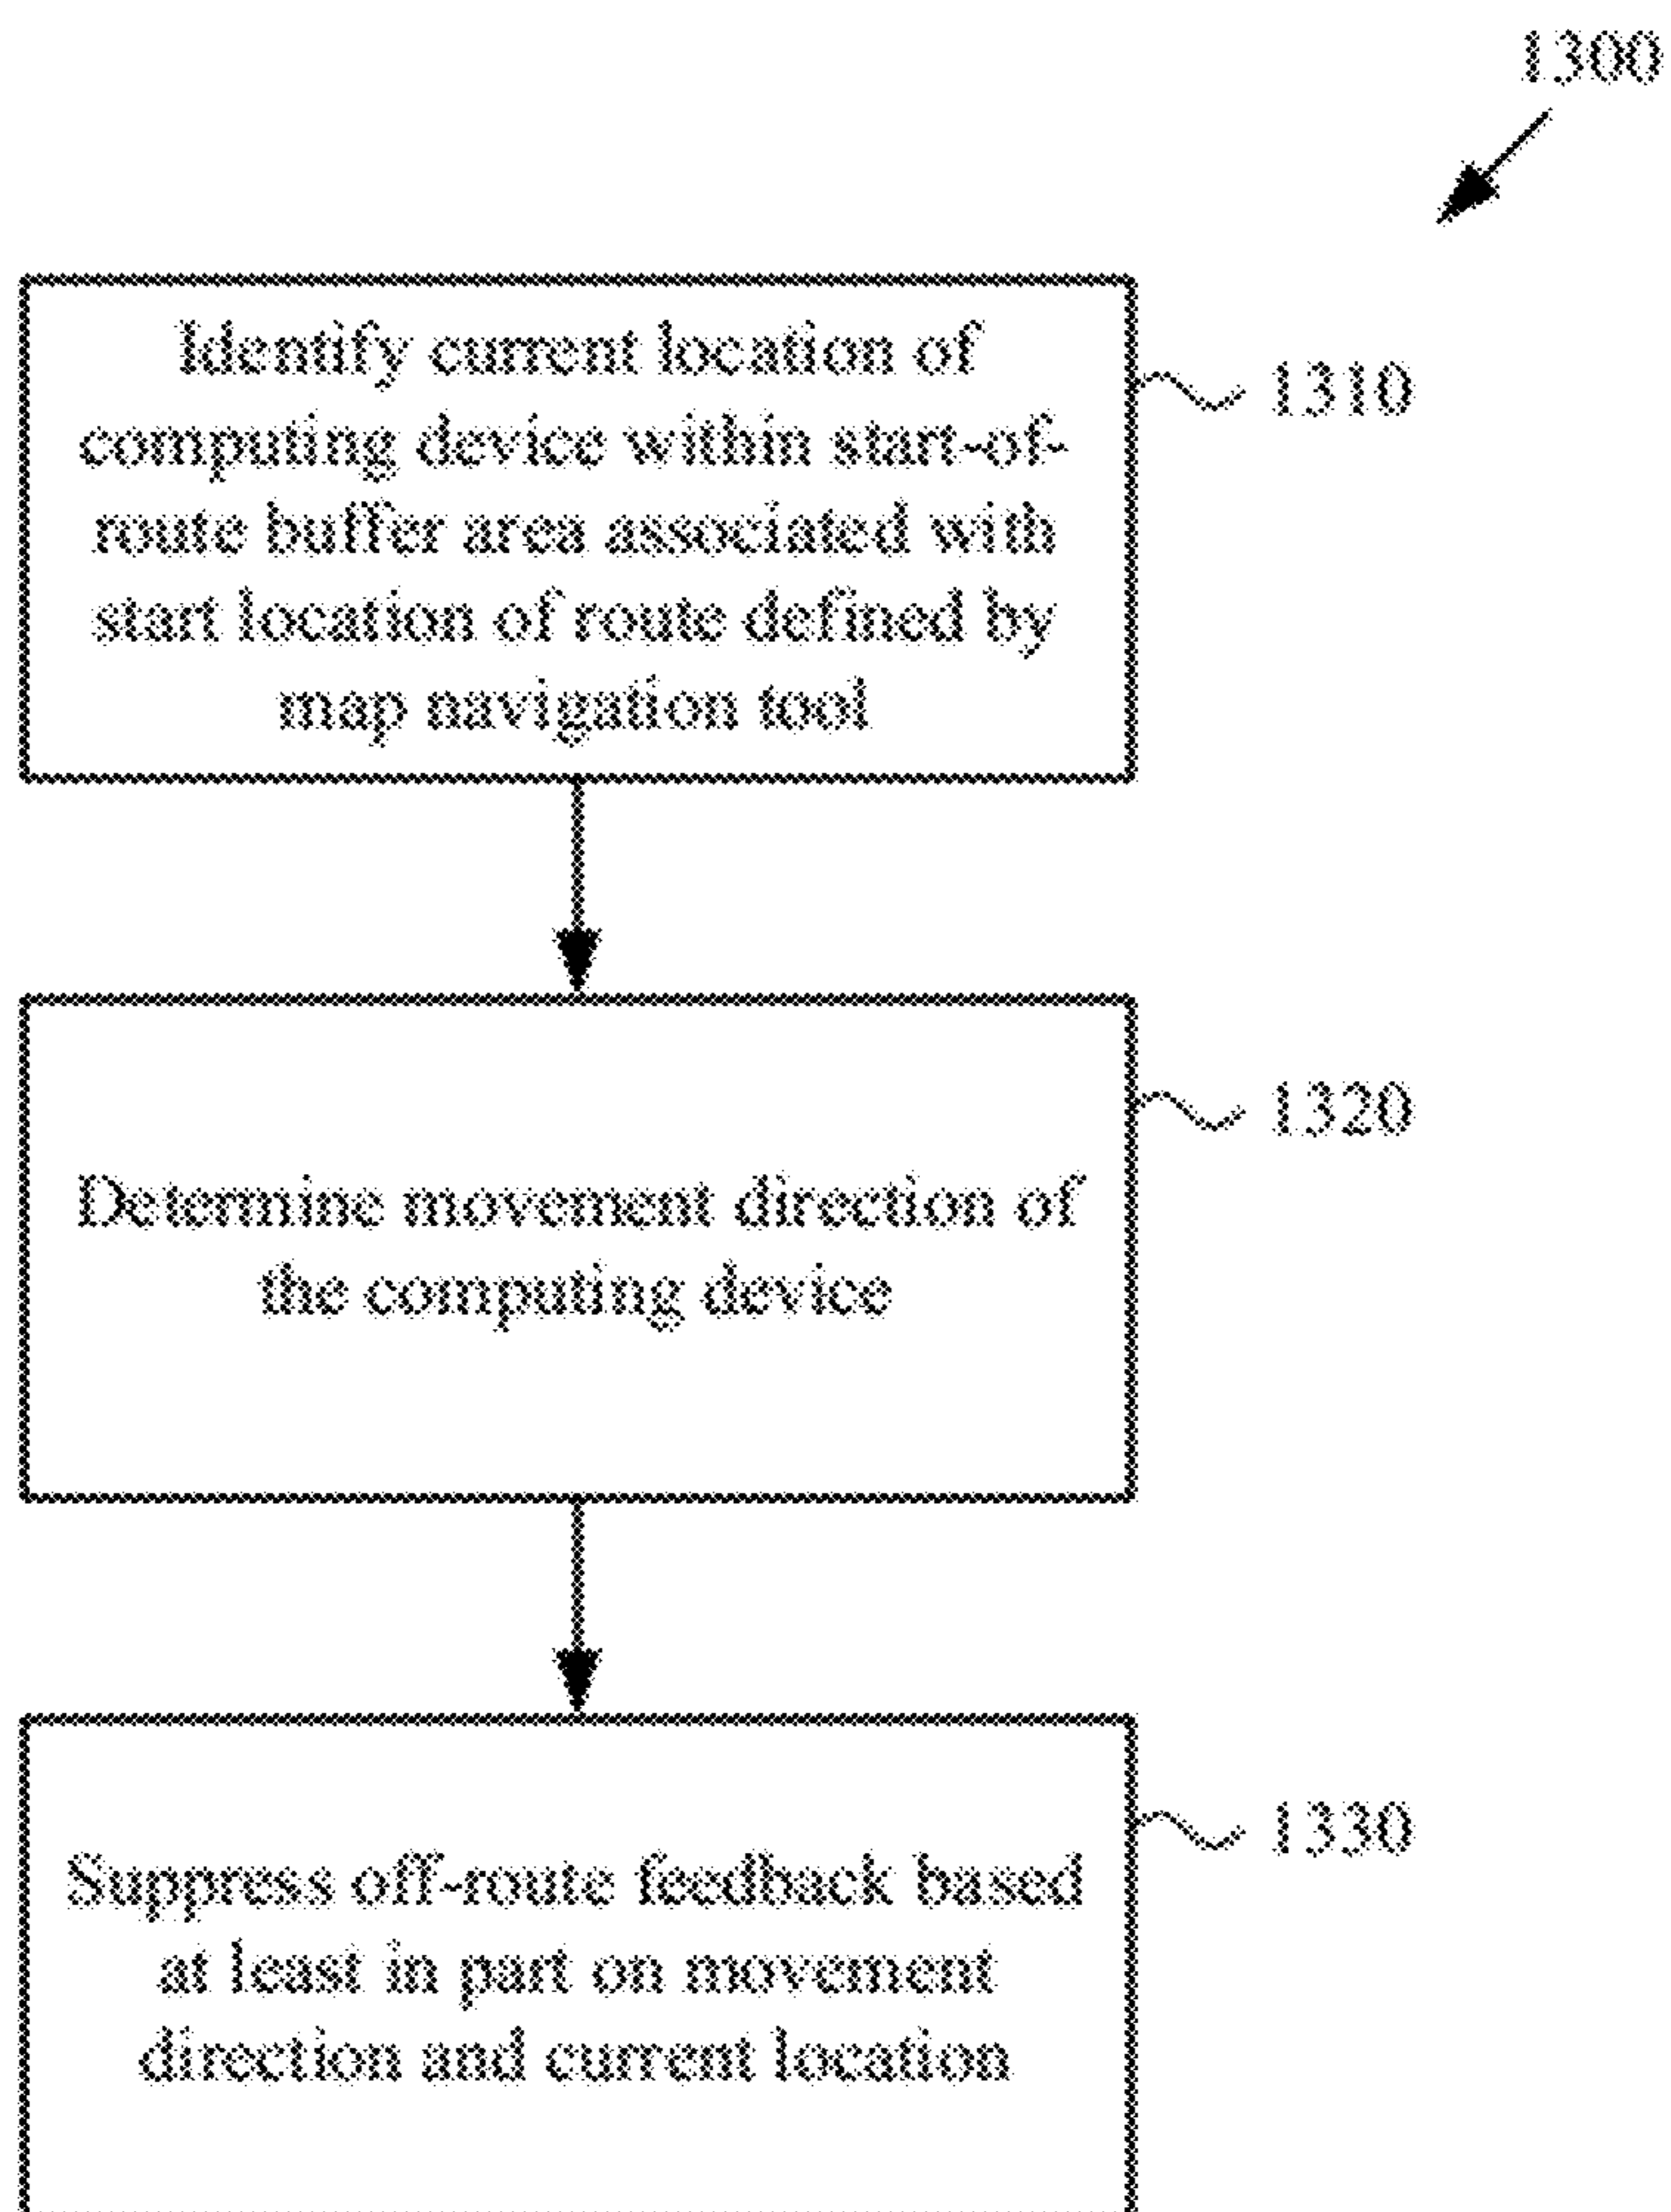 1300
Identify current location of
computing device within start-of-
route buffer area associated with
start location of route defined by
map navigation tool
1310
Determine movement direction of
the computing device
1320
Suppress off-route feedback based
at least in part on movement
direction and current location
1330